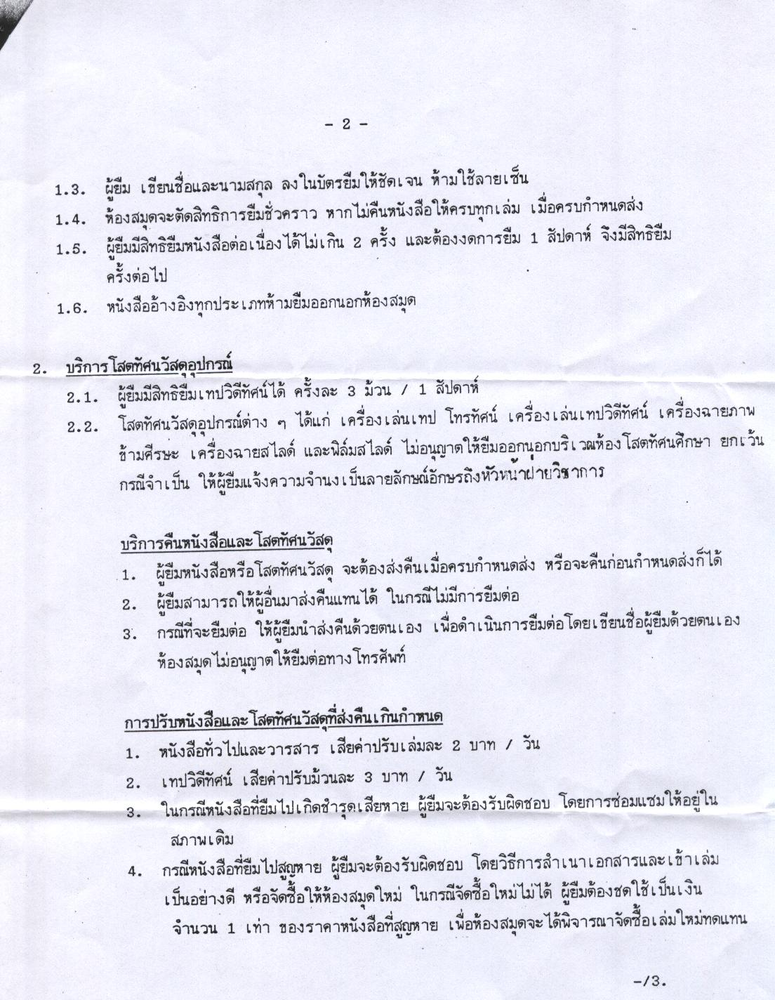 - 2 -
1.3. ผู้ยืม เขียนชื่อและนามสกุล ลงในบัตรยืมให้ชัดเจน ห้ามใช้ลายเซ็น
1.4. ห้องสมุดจะตัดสิทธิการยืมชั่วคราว หากไม่คืนหนังสือให้ครบทุกเล่ม เมื่อครบกำหนดส่ง
1.5. ผู้ยืมมีสิทธิยืมหนังสือต่อเนื่องได้ไม่เกิน 2 ครั้ง และต้องงดการยืม 1 สัปดาห์ จึงมีสิทธิยืม
ครั้งต่อไป
1.6. หนังสืออ้างอิงทุกประเภทห้ามยืมออกนอกห้องสมุด
2. บริการโสตทัศนวัสดุอุปกรณ์
2.1. ผู้ยืมมีสิทธิยืมเทปวิดีทัศน์ได้ ครั้งละ 3 ม้วน / 1 สัปดาห์
2.2. โสตทัศนวัสดุอุปกรณ์ต่าง ๆ ได้แก่ เครื่องเล่นเทป โทรทัศน์ เครื่องเล่นเทปวิดีทัศน์ เครื่องฉายภาพ
ข้ามศีรษะ เครื่องฉายสไลด์ และฟิล์มสไลด์ ไม่อนุญาตให้ยืมออกนอกบริเวณห้องโสตทัศนศึกษา ยกเว้น
กรณีจำเป็น ให้ผู้ยืมแจ้งความจำนงเป็นลายลักษณ์อักษรถึงหัวหน้าฝ่ายวิชาการ
บริการคืนหนังสือและโสตทัศนวัสดุ
1. ผู้ยืมหนังสือหรือโสตทัศนวัสดุ จะต้องส่งคืนเมื่อครบกำหนดส่ง หรือจะคืนก่อนกำหนดส่งก็ได้
2. ผู้ยืมสามารถให้ผู้อื่นมาส่งคืนแทนได้ ในกรณีไม่มีการยืมต่อ
3. กรณีที่จะยืมต่อ ให้ผู้ยืมนำส่งคืนด้วยตนเอง เพื่อดำเนินการยืมต่อโดยเขียนชื่อผู้ยืมด้วยตนเอง
ห้องสมุดไม่อนุญาตให้ยืมต่อทางโทรศัพท์
การปรับหนังสือและโสตทัศนวัสดุที่ส่งคืนเกินกำหนด
1. หนังสือทั่วไปและวารสาร เสียค่าปรับเล่มละ 2 บาท / วัน
2. เทปวิดีทัศน์ เสียค่าปรับม้วนละ 3 บาท / วัน
3. ในกรณีหนังสือที่ยืมไปเกิดชำรุดเสียหาย ผู้ยืมจะต้องรับผิดชอบ โดยการซ่อมแซมให้อยู่ใน
สภาพเดิม
4. กรณีหนังสือที่ยืมไปสูญหาย ผู้ยืมจะต้องรับผิดชอบ โดยวิธีการสำเนาเอกสารและเข้าเล่ม
เป็นอย่างดี หรือจัดซื้อให้ห้องสมุดใหม่ ในกรณีจัดซื้อใหม่ไม่ได้ ผู้ยืมต้องชดใช้เป็นเงิน
จำนวน 1 เท่า ของราคาหนังสือที่สูญหาย เพื่อห้องสมุดจะได้พิจารณาจัดซื้อเล่มใหม่ทดแทน
-/3.